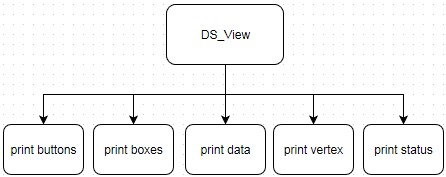 DS_View
print buttons
print boxes
print data
print vertex
print status